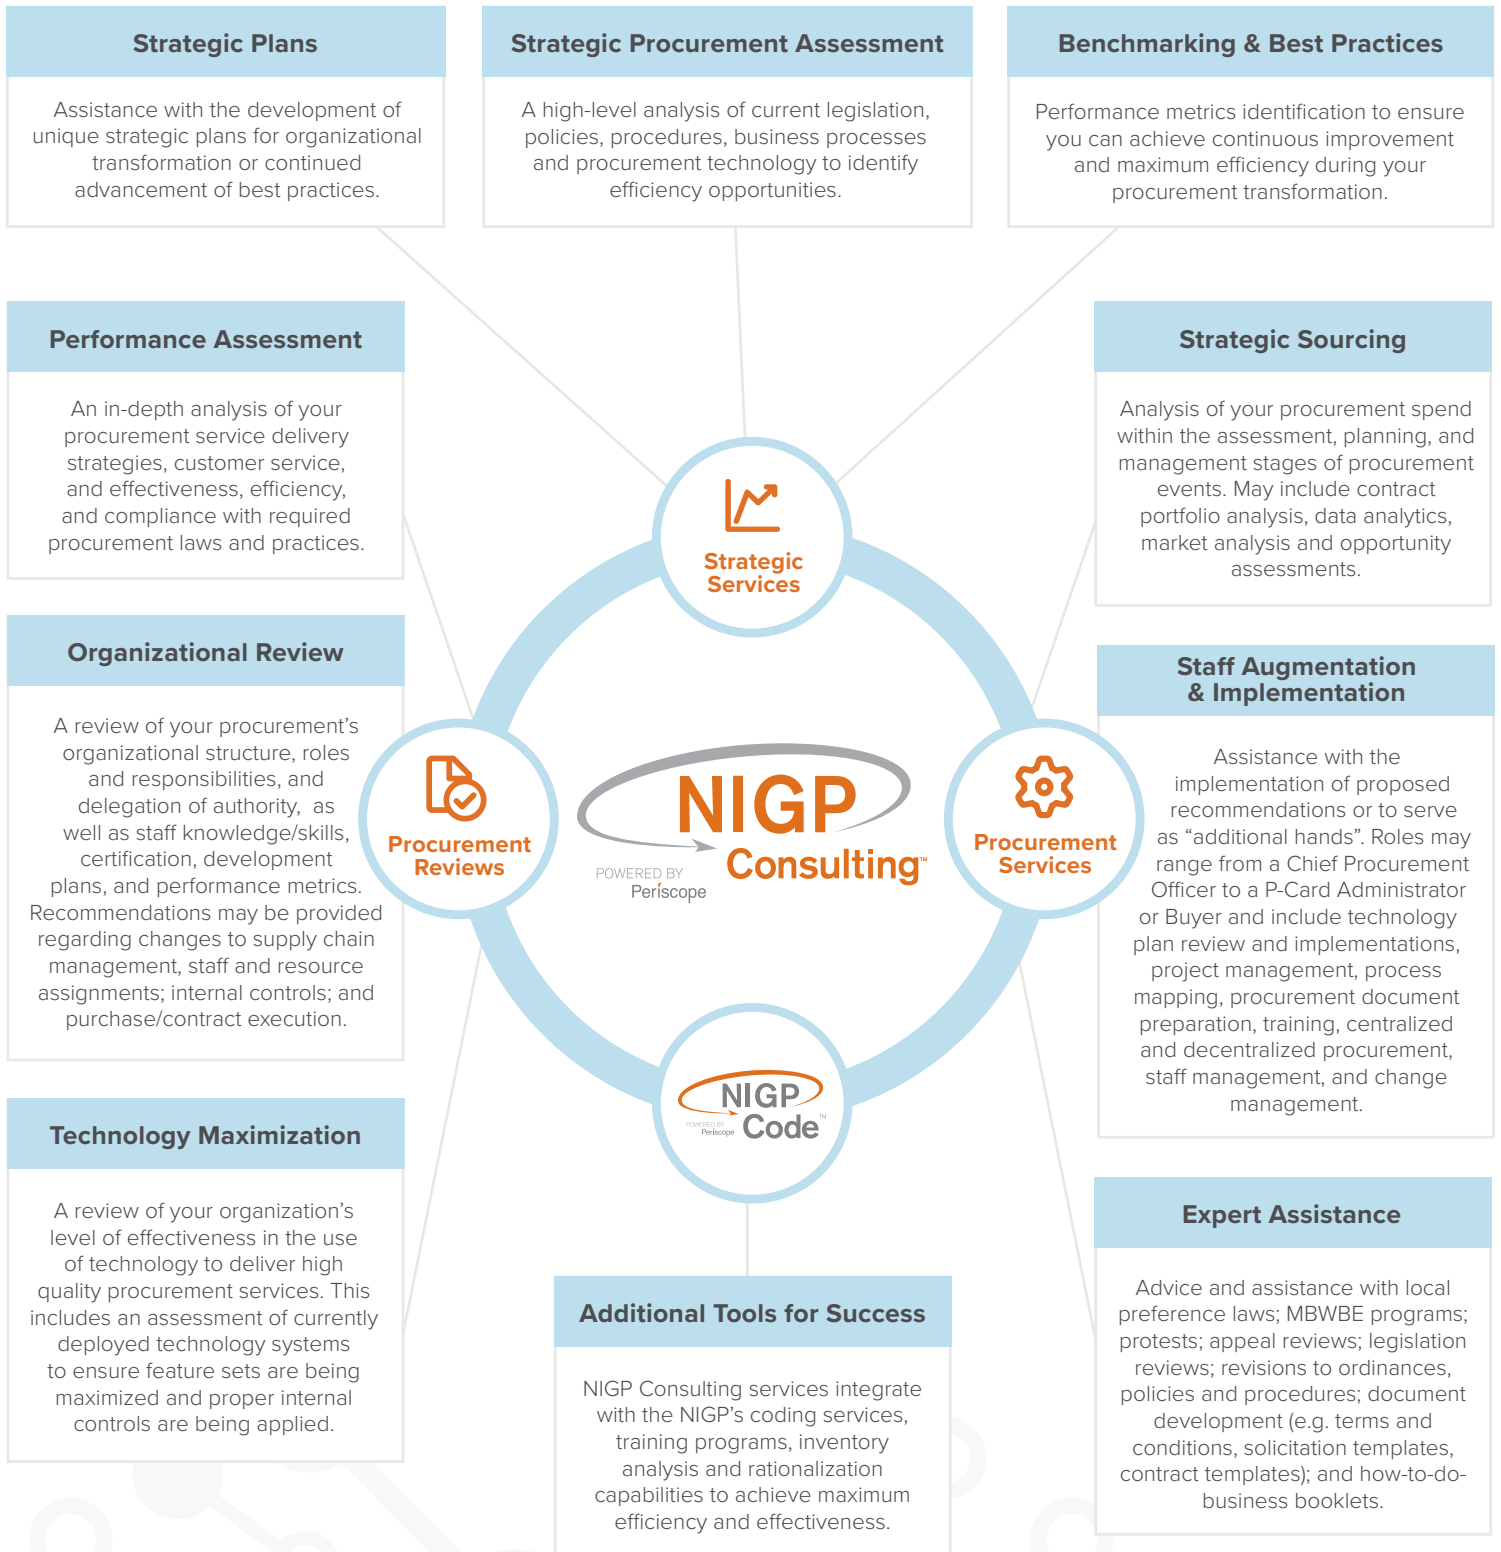 Strategic Plans
Assistance with the development of
unique strategic plans for organizational
transformation or continued
advancement of best practices.
Strategic Procurement Assessment
A high-level analysis of current legislation,
policies, procedures, business processes
and procurement technology to identify
efficiency opportunities.
Benchmarking & Best Practices
Performance metrics identification to ensure
you can achieve continuous improvement
and maximum efficiency during your
procurement transformation.
Performance Assessment
An in-depth analysis of your
procurement service delivery
strategies, customer service,
and effectiveness, efficiency,
and compliance with required
procurement laws and practices.
Strategic Sourcing
Analysis of your procurement spend
within the assessment, planning, and
management stages of procurement
events. May include contract
portfolio analysis, data analytics,
market analysis and opportunity
assessments.
Strategic
Services
Organizational Review
A review of your procurement's
organizational structure, roles
and responsibilities, and
delegation of authority, as
well as staff knowledge/skills,
certification, development
plans, and performance metrics.
Recommendations may be provided
regarding changes to supply chain
management, staff and resource
assignments; internal controls; and
purchase/contract execution.
Procurement
Reviews
NIGP
Consulting™
POWERED BY
Periscope
Procurement
Services
Staff Augmentation
& Implementation
Assistance with the
implementation of proposed
recommendations or to serve
as “additional hands”. Roles may
range from a Chief Procurement
Officer to a P-Card Administrator
or Buyer and include technology
plan review and implementations,
project management, process
mapping, procurement document
preparation, training, centralized
and decentralized procurement,
staff management, and change
management.
NIGP
Code™
POWERED BY
Periscope
Technology Maximization
A review of your organization's
level of effectiveness in the use
of technology to deliver high
quality procurement services. This
includes an assessment of currently
deployed technology systems
to ensure feature sets are being
maximized and proper internal
controls are being applied.
Additional Tools for Success
NIGP Consulting services integrate
with the NIGP's coding services,
training programs, inventory
analysis and rationalization
capabilities to achieve maximum
efficiency and effectiveness.
Expert Assistance
Advice and assistance with local
preference laws; MBWBE programs;
protests; appeal reviews; legislation
reviews; revisions to ordinances,
policies and procedures; document
development (e.g. terms and
conditions, solicitation templates,
contract templates); and how-to-do-
business booklets.